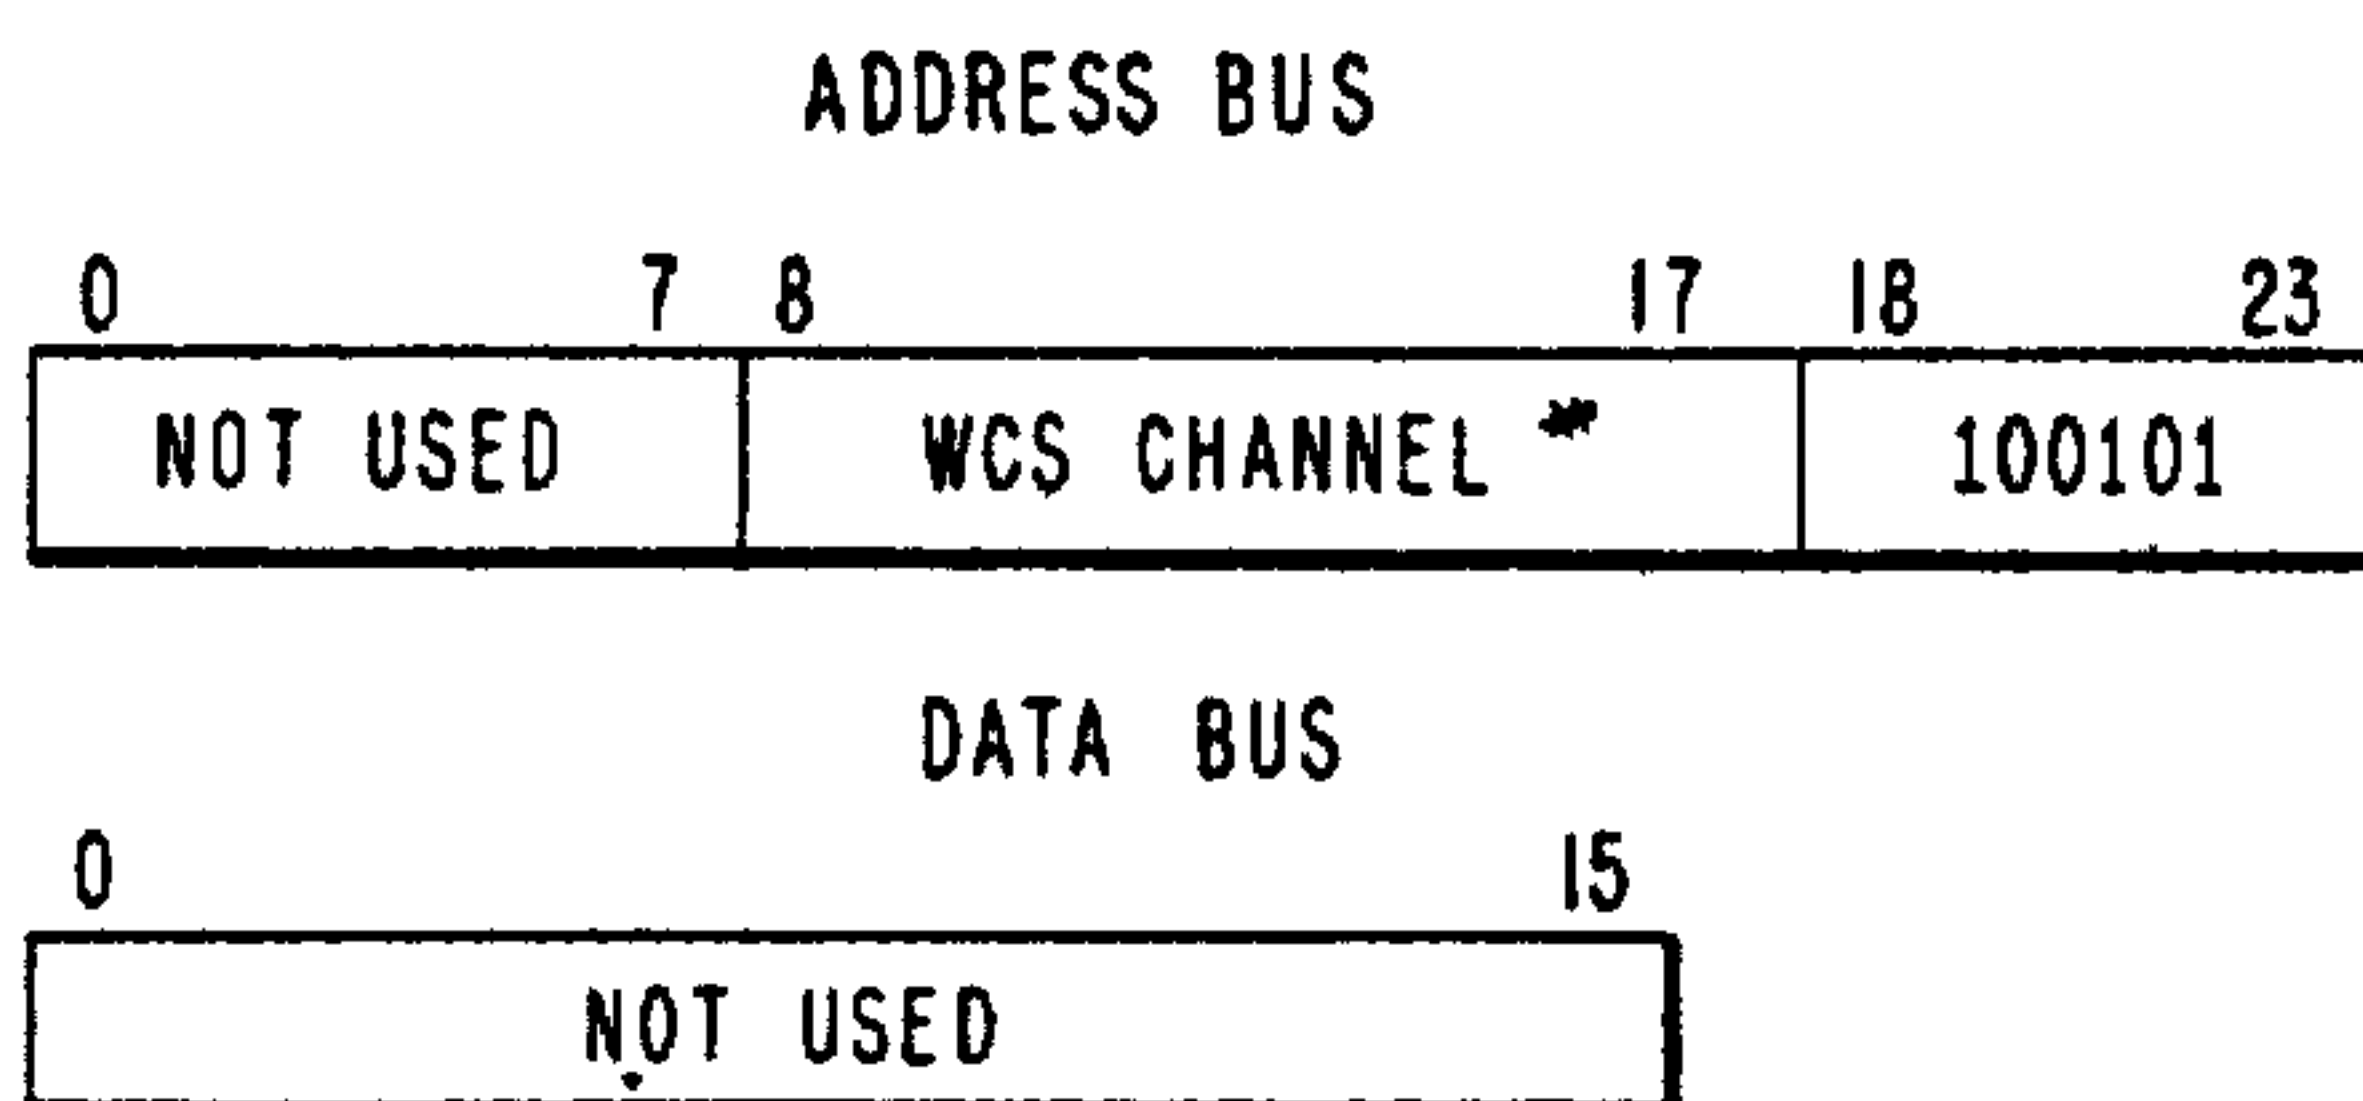 ADDRESS BUS
0 7 8 17 18 23
NOT USED WCS CHANNEL * 100101
DATA BUS
0 15
NOT USED